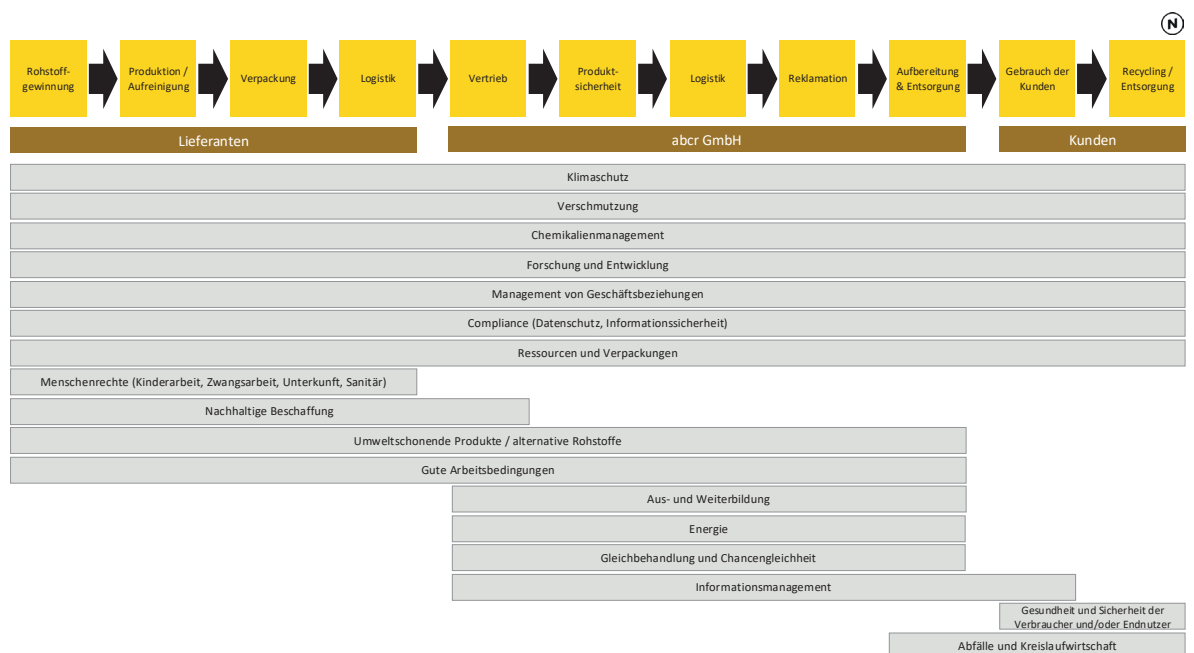 N
Rohstoff-
gewinnung
Produktion /
Aufreinigung
Verpackung
Logistik
Vertrieb
Produkt-
sicherheit
Logistik
Reklamation
Aufbereitung
& Entsorgung
Gebrauch der
Kunden
Recycling /
Entsorgung
Lieferanten
abcr GmbH
Kunden
Klimaschutz
Verschmutzung
Chemikalienmanagement
Forschung und Entwicklung
Management von Geschäftsbeziehungen
Compliance (Datenschutz, Informationssicherheit)
Ressourcen und Verpackungen
Menschenrechte (Kinderarbeit, Zwangsarbeit, Unterkunft, Sanitär)
Nachhaltige Beschaffung
Umweltschonende Produkte / alternative Rohstoffe
Gute Arbeitsbedingungen
Aus- und Weiterbildung
Energie
Gleichbehandlung und Chancengleichheit
Informationsmanagement
Gesundheit und Sicherheit der
Verbraucher und/oder Endnutzer
Abfälle und Kreislaufwirtschaft